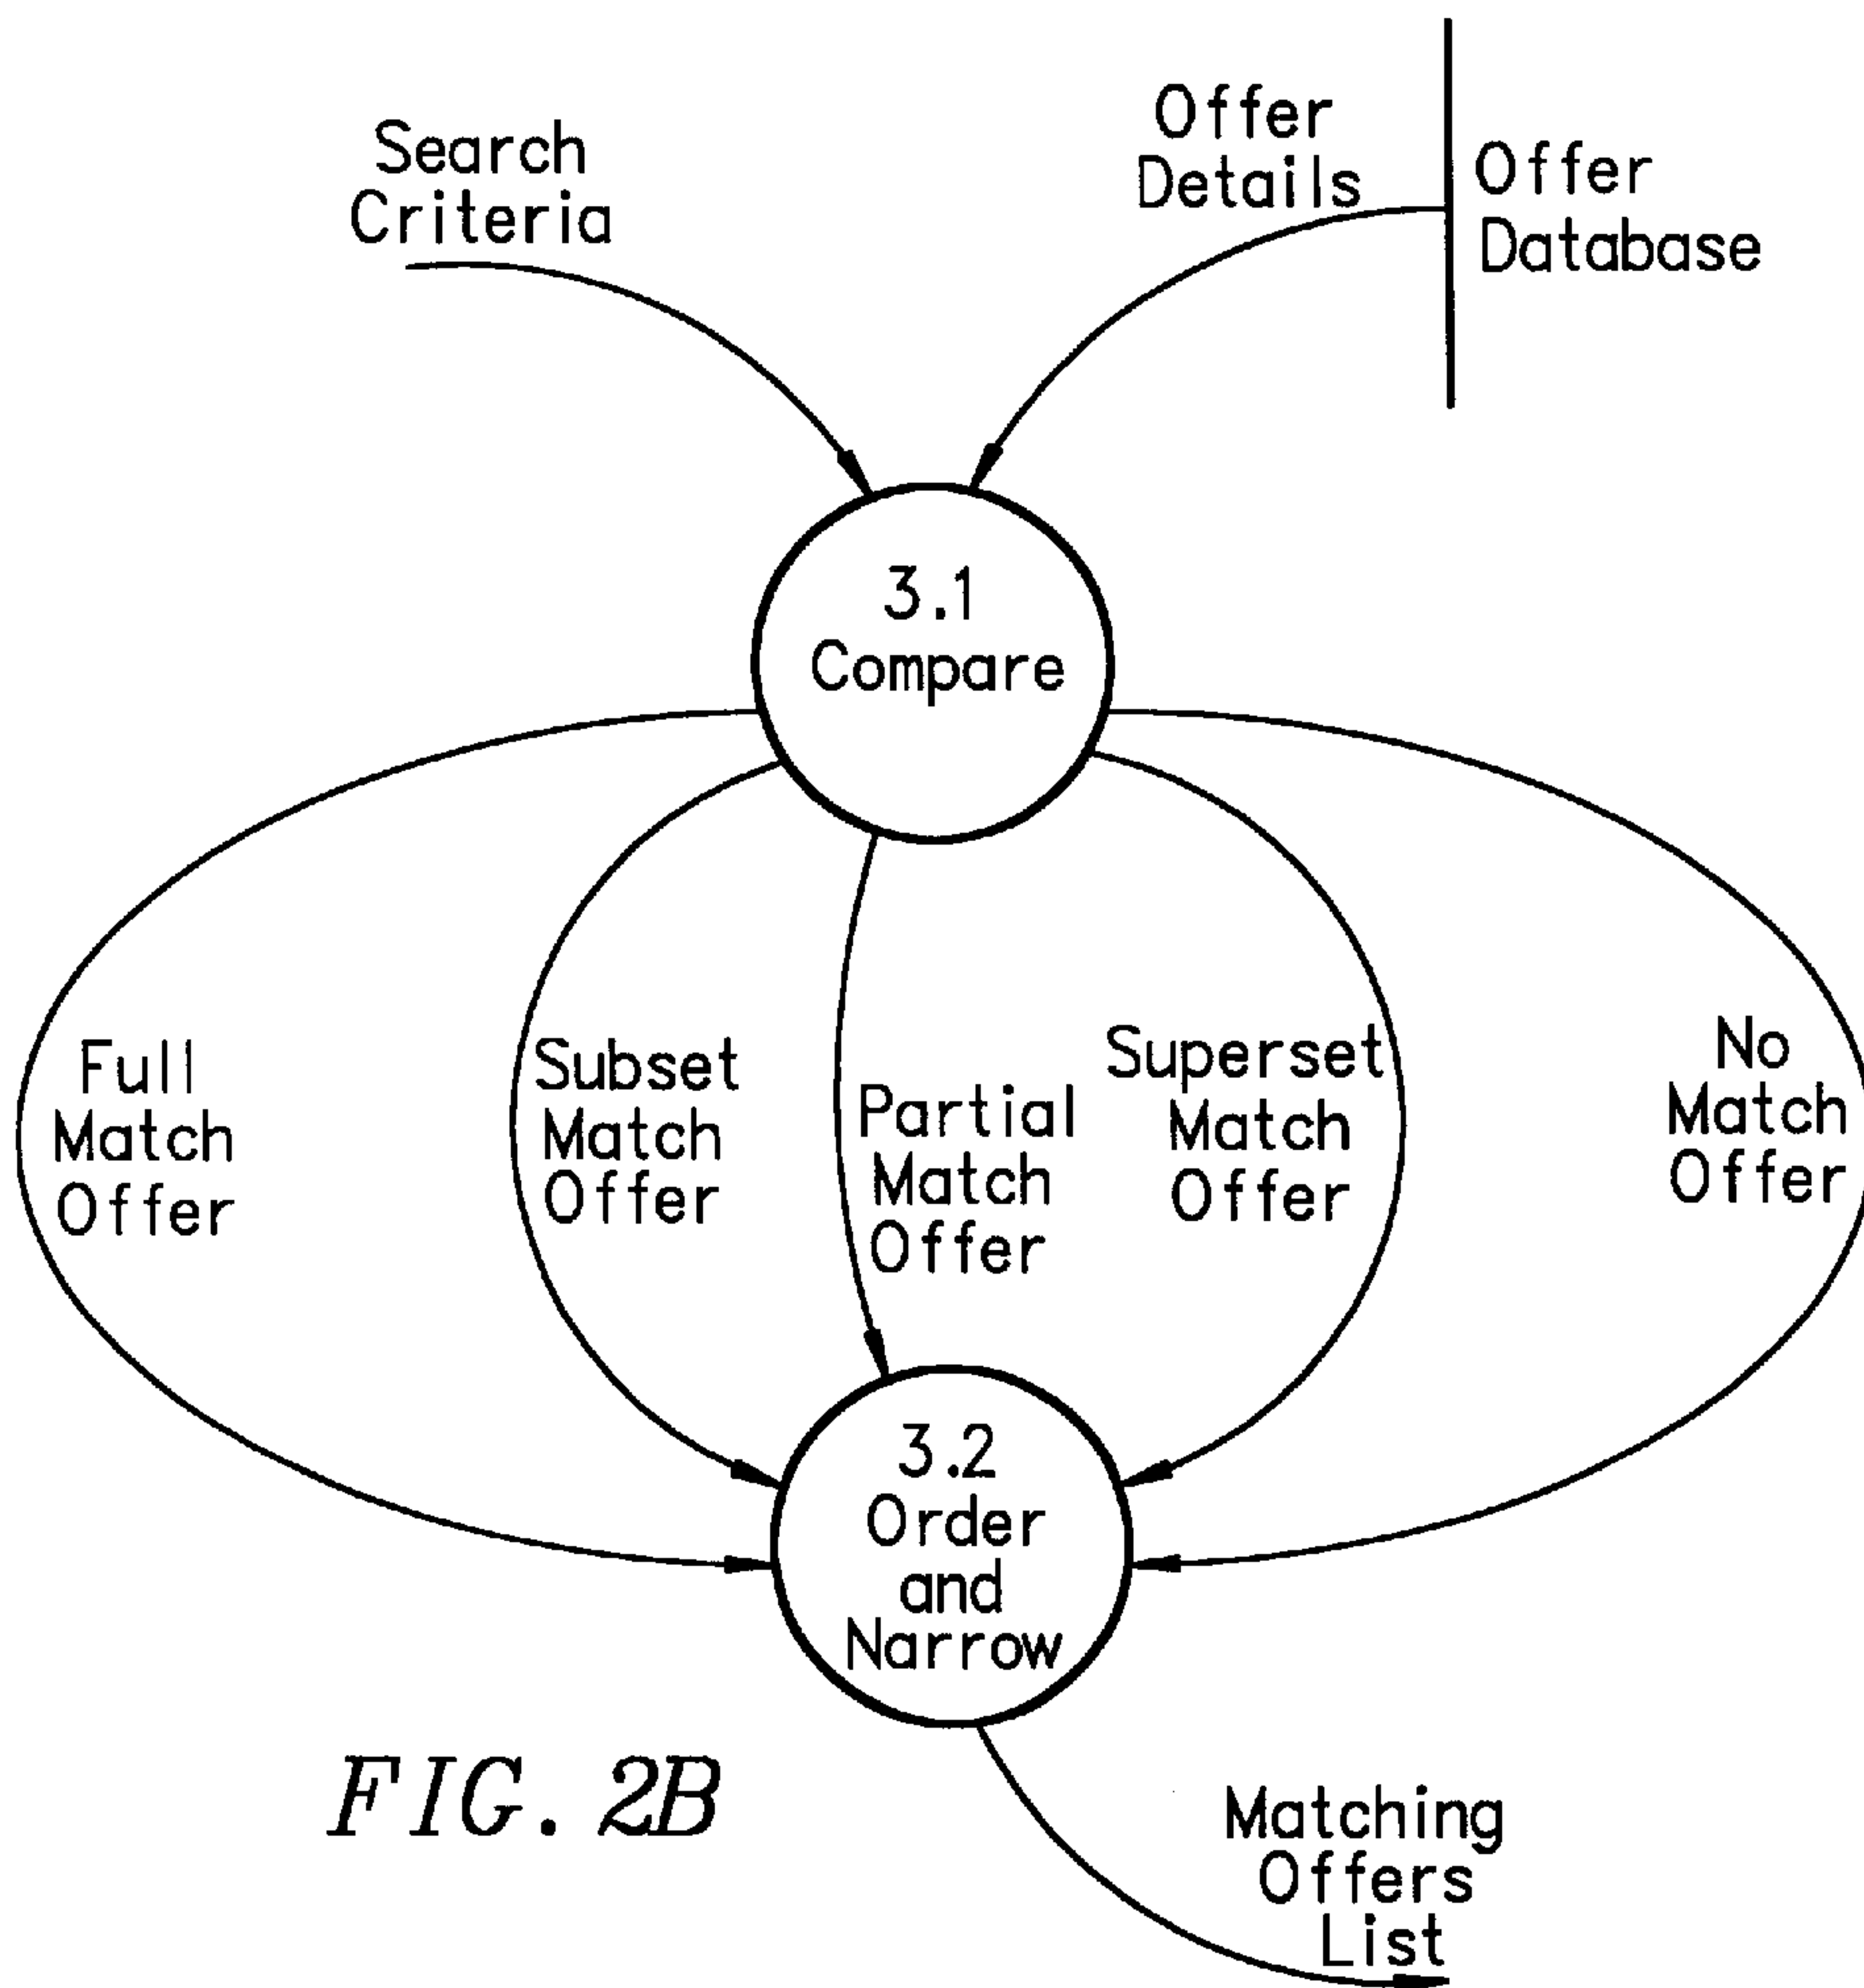 Search
Criteria
Offer
Details
Offer
Database
3.1
Compare
Full
Match
Offer
Subset
Match
Offer
Partial
Match
Offer
Superset
Match
Offer
No
Match
Offer
3.2
Order
and
Narrow
FIG. 2B
Matching
Offers
List